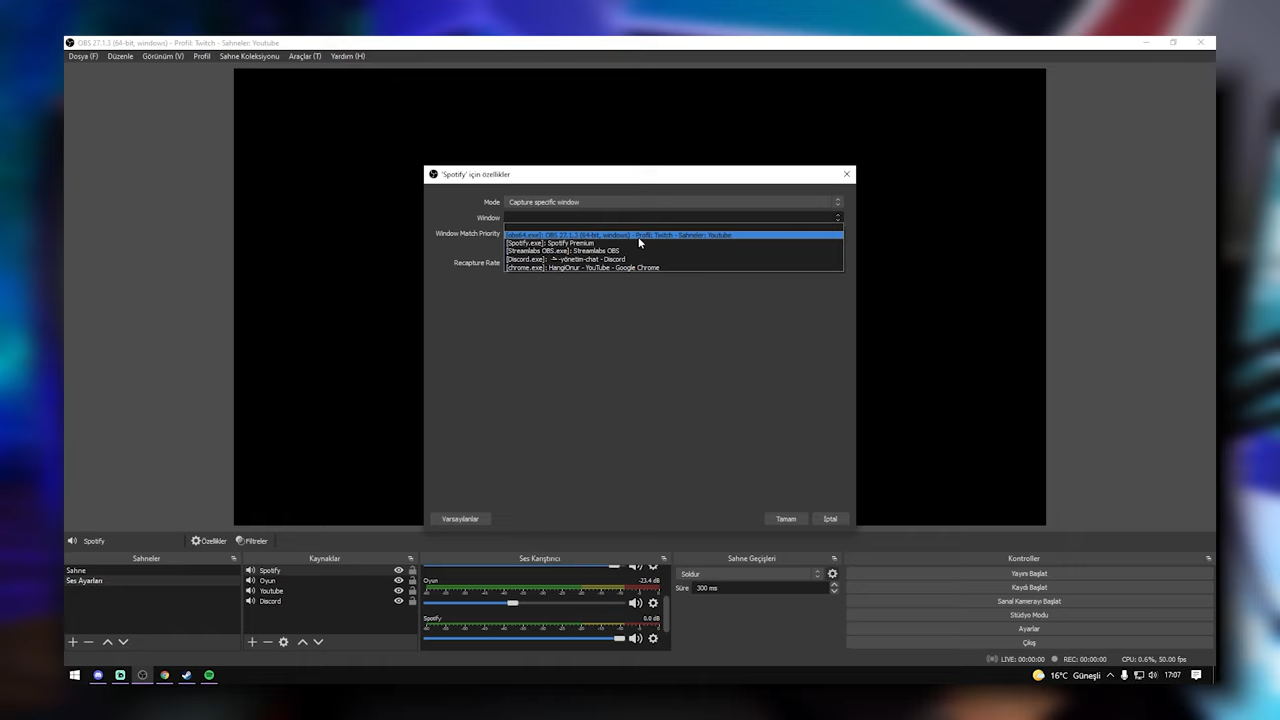 OBS 27.1.3 (64-bit, windows) - Profil: Twitch - Sahneler: Youtube
Dosya (F) Düzenle Görünüm (V) Profil Sahne Koleksiyonu Araçlar (T) Yardım (H)
'Spotify' için özellikler
Mode Capture specific window
Window
Window Match Priority
[obs64.exe]: OBS 27.1.3 (64-bit, windows) - Profil: Twitch - Sahneler: Youtube
[Spotify.exe]: Spotify Premium
[Streamlabs OBS.exe]: Streamlabs OBS
[Discord.exe]: -yönetim-chat - Discord
[chrome.exe]: HangiOnur - YouTube - Google Chrome
Recapture Rate
Varsayılanlar Tamam İptal
Spotify Özellikler Filtreler
Sahneler Kaynaklar Ses Karıştırıcı Sahne Geçişleri Kontroller
Sahne
Ses Ayarları
Spotify
Oyun
Youtube
Discord
Oyun -23.4 dB
Spotify 0.0 dB
Soldur
Süre 300 ms
Yayını Başlat
Kaydı Başlat
Sanal Kamerayı Başlat
Stüdyo Modu
Ayarlar
Çıkış
LIVE: 00:00:00 REC: 00:00:00 CPU: 0.6%, 50.00 fps
16°C Güneşli 17:07